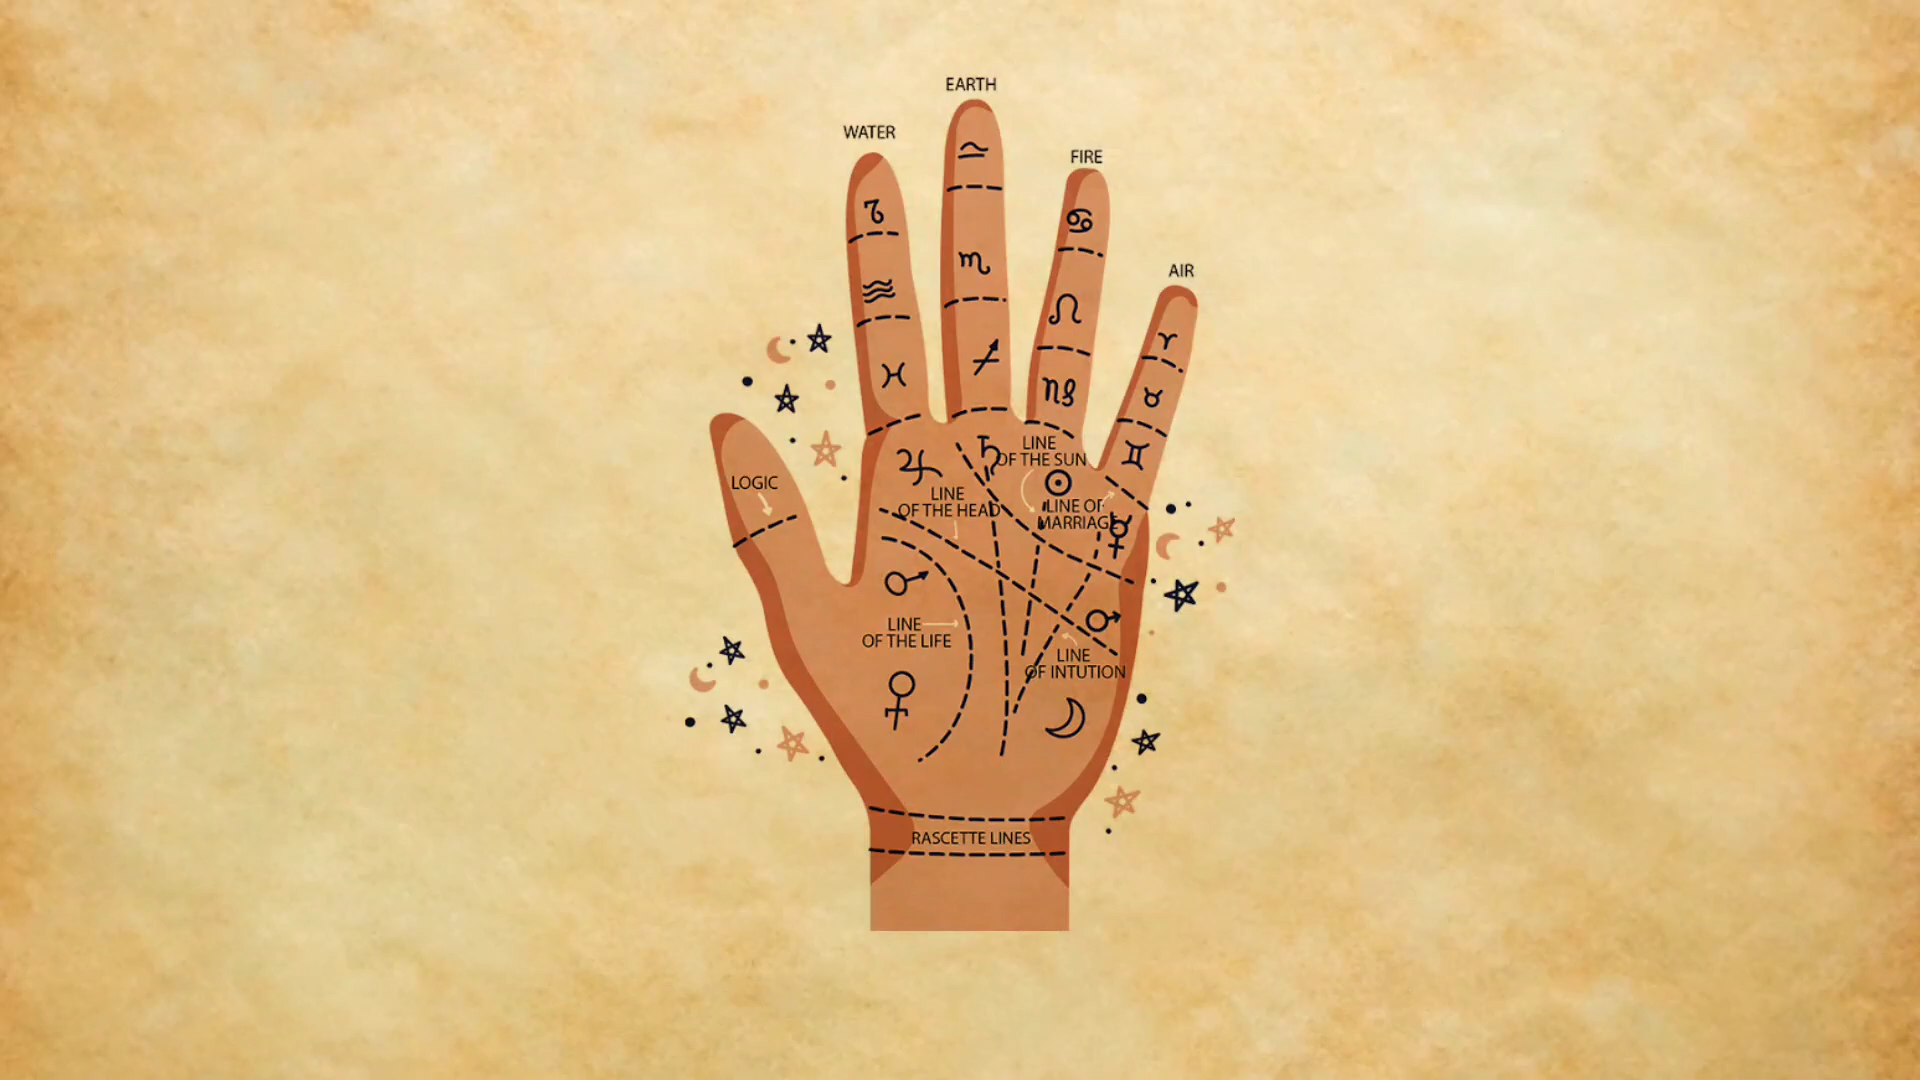 EARTH
WATER
FIRE
AIR
LINE
OF THE SUN
LOGIC
LINE
OF THE HEAD
LINE OF
MARRIAGE
LINE
OF THE LIFE
LINE
OF INTUTION
RASCETTE LINES